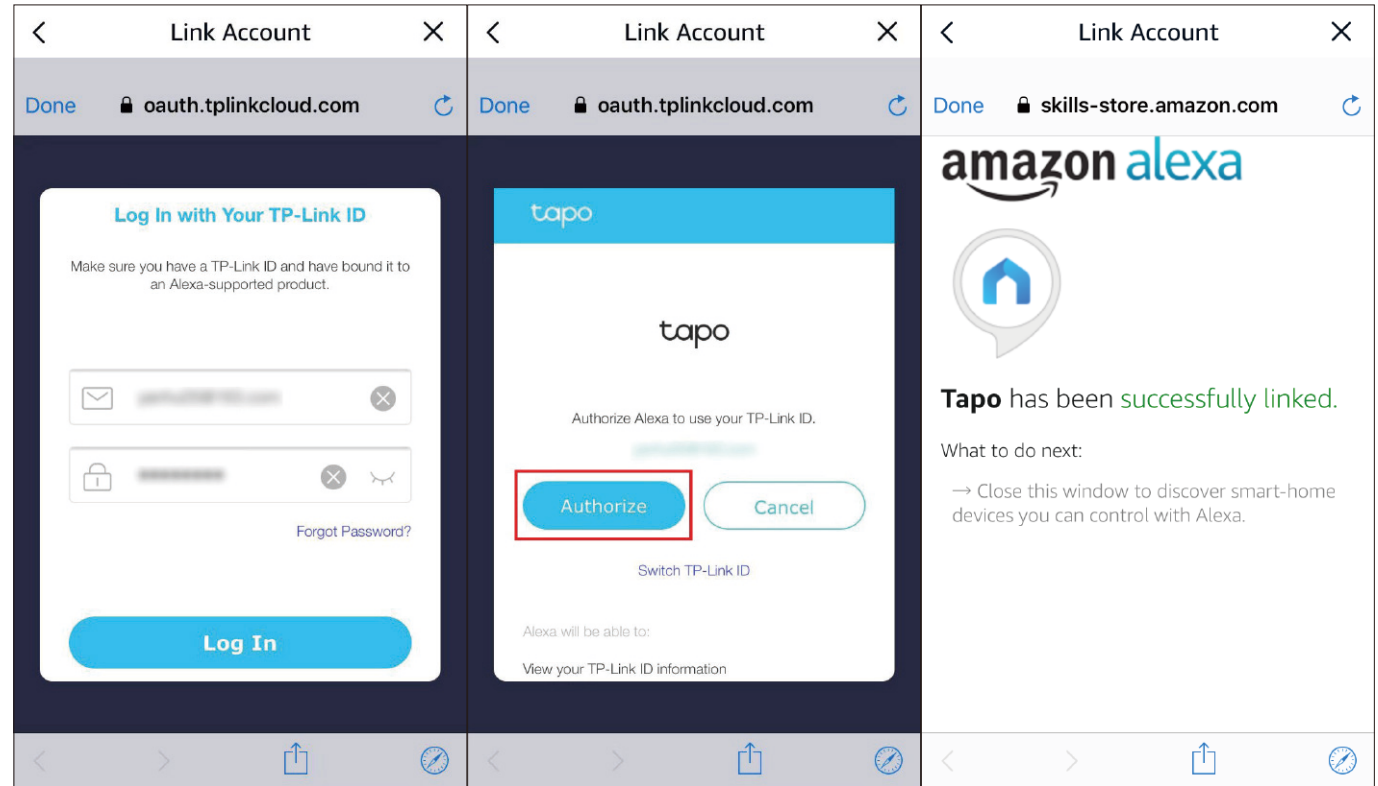 Link Account
Done
oauth.tplinkcloud.com
Log In with Your TP-Link ID
Make sure you have a TP-Link ID and have bound it to
an Alexa-supported product.
Forgot Password?
Log In
Link Account
Done
oauth.tplinkcloud.com
tapo
tapo
Authorize Alexa to use your TP-Link ID.
Authorize
Cancel
Switch TP-Link ID
Alexa will be able to:
View your TP-Link ID information
Link Account
Done
skills-store.amazon.com
amazon alexa
Tapo has been successfully linked.
What to do next:
→ Close this window to discover smart-home
devices you can control with Alexa.